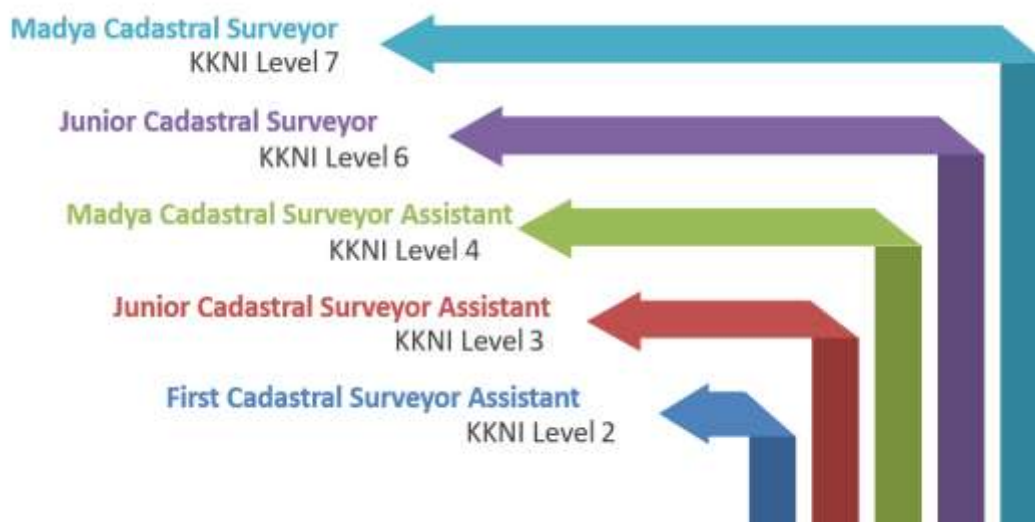 Madya Cadastral Surveyor
KKNI Level 7
Junior Cadastral Surveyor
KKNI Level 6
Madya Cadastral Surveyor Assistant
KKNI Level 4
Junior Cadastral Surveyor Assistant
KKNI Level 3
First Cadastral Surveyor Assistant
KKNI Level 2